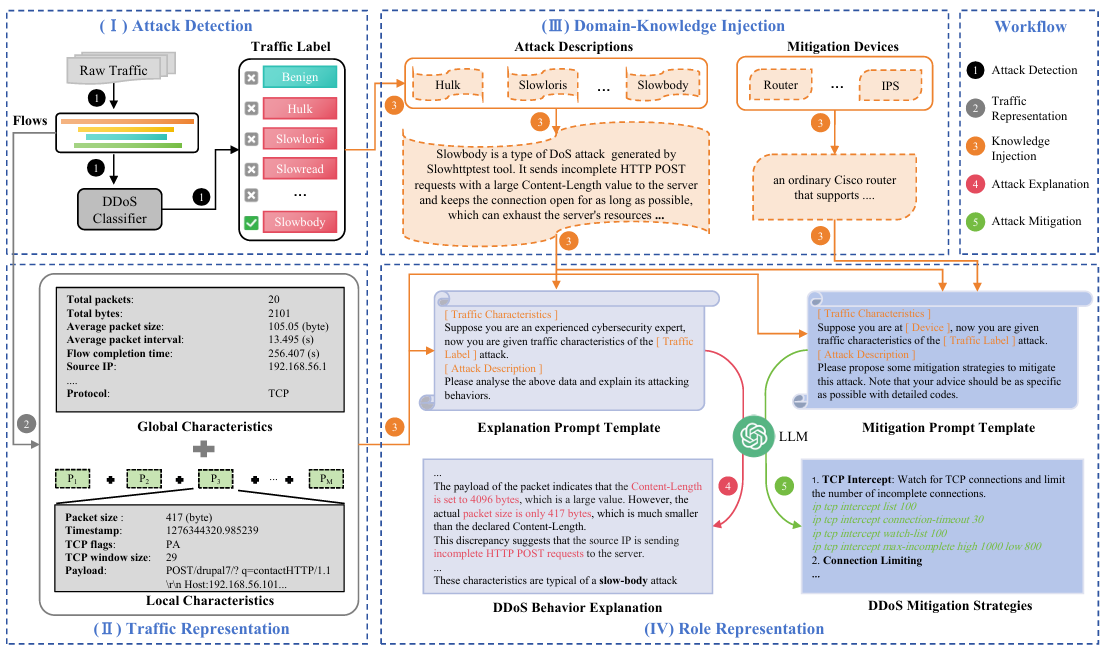 (Ⅰ) Attack Detection
Raw Traffic
1
Flows
1
DDoS
Classifier
1
Traffic Label
Benign
Hulk
Slowloris
Slowread
...
Slowbody
(Ⅲ) Domain-Knowledge Injection
Attack Descriptions
Hulk
Slowloris
...
Slowbody
3
3
Slowbody is a type of DoS attack generated by
Slowhttptest tool. It sends incomplete HTTP POST
requests with a large Content-Length value to the server
and keeps the connection open for as long as possible,
which can exhaust the server's resources ...
3
Mitigation Devices
Router
...
IPS
3
an ordinary Cisco router
that supports ....
3
Workflow
1 Attack Detection
2 Traffic
Representation
3 Knowledge
Injection
4 Attack Explanation
5 Attack Mitigation
2
Total packets: 20
Total bytes: 2101
Average packet size: 105.05 (byte)
Average packet interval: 13.495 (s)
Flow completion time: 256.407 (s)
Source IP: 192.168.56.1
....
Protocol: TCP
Global Characteristics
P1 + P2 + P3 + ... + PM
Packet size : 417 (byte)
Timestamp: 1276344320.985239
TCP flags: PA
TCP window size: 29
Payload: POST/drupal7/? q=contactHTTP/1.1
\r\n Host:192.168.56.101...
Local Characteristics
(Ⅱ) Traffic Representation
3
[ Traffic Characteristics ]
Suppose you are an experienced cybersecurity expert,
now you are given traffic characteristics of the [ Traffic
Label ] attack.
[ Attack Description ]
Please analyse the above data and explain its attacking
behaviors.
Explanation Prompt Template
[ Traffic Characteristics ]
Suppose you are at [ Device ], now you are given
traffic characteristics of the [ Traffic Label ] attack.
[ Attack Description ]
Please propose some mitigation strategies to mitigate
this attack. Note that your advice should be as specific
as possible with detailed codes.
Mitigation Prompt Template
LLM
4
5
...
The payload of the packet indicates that the Content-Length
is set to 4096 bytes, which is a large value. However, the
actual packet size is only 417 bytes, which is much smaller
than the declared Content-Length.
This discrepancy suggests that the source IP is sending
incomplete HTTP POST requests to the server.
...
These characteristics are typical of a slow-body attack
DDoS Behavior Explanation
1. TCP Intercept: Watch for TCP connections and limit
the number of incomplete connections.
ip tcp intercept list 100
ip tcp intercept connection-timeout 30
ip tcp intercept watch-list 100
ip tcp intercept max-incomplete high 1000 low 800
2. Connection Limiting
...
DDoS Mitigation Strategies
(IV) Role Representation